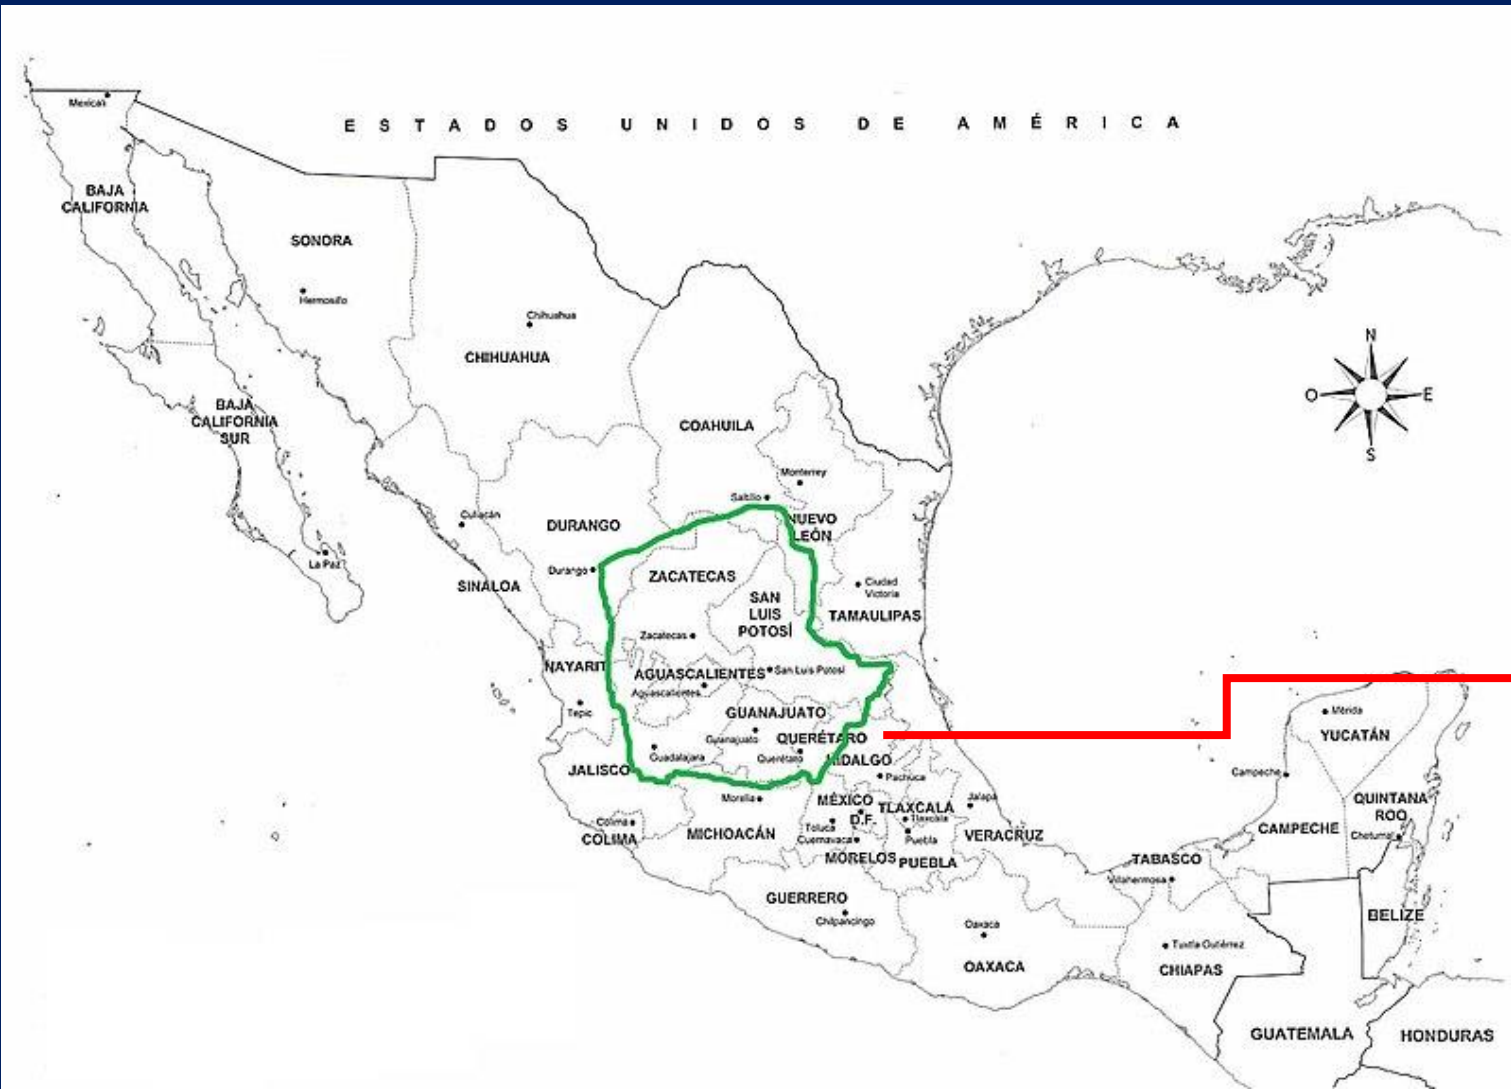 ESTADOS UNIDOS DE AMÉRICA
Mexicali
BAJA
CALIFORNIA
SONORA
Hermosillo
Chihuahua
CHIHUAHUA
N
O
E
S
BAJA
CALIFORNIA
SUR
COAHUILA
Monterrey
Saltillo
NUEVO
LEÓN
Culiacán
DURANGO
Durango
La Paz
SINALOA
ZACATECAS
SAN
LUIS
POTOSÍ
Ciudad
Victoria
TAMAULIPAS
Zacatecas
NAYARIT
AGUASCALIENTES
San Luis Potosí
Aguascalientes
Tepic
GUANAJUATO
Guanajuato
QUERÉTARO
Querétaro
Guadalajara
JALISCO
HIDALGO
Pachuca
Mérida
YUCATÁN
Campeche
QUINTANA
ROO
Chetumal
CAMPECHE
Morelia
MÉXICO
D.F.
TLAXCALA
Tlaxcala
Jalapa
Colima
COLIMA
MICHOACÁN
Toluca
Cuernavaca
Puebla
VERACRUZ
MORELOS
PUEBLA
TABASCO
Villahermosa
GUERRERO
Chilpancingo
Oaxaca
OAXACA
Tuxtla Gutiérrez
CHIAPAS
BELIZE
GUATEMALA
HONDURAS